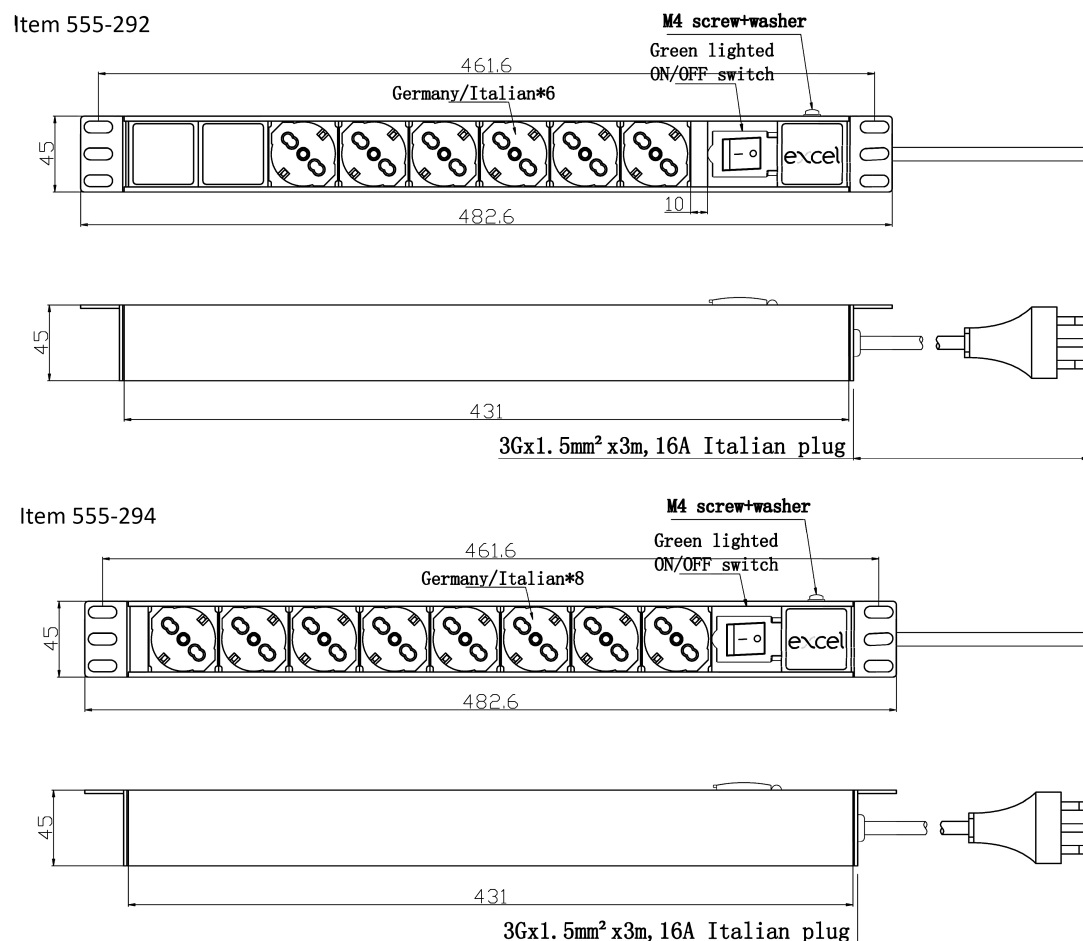 Item 555-292
M4 screw+washer
Green lighted
ON/OFF switch
461.6
Germany/Italian*6
45
excel
10
482.6
45
431
3Gx1.5mm² x3m, 16A Italian plug
Item 555-294
M4 screw+washer
Green lighted
ON/OFF switch
461.6
Germany/Italian*8
45
excel
482.6
45
431
3Gx1.5mm² x3m, 16A Italian plug